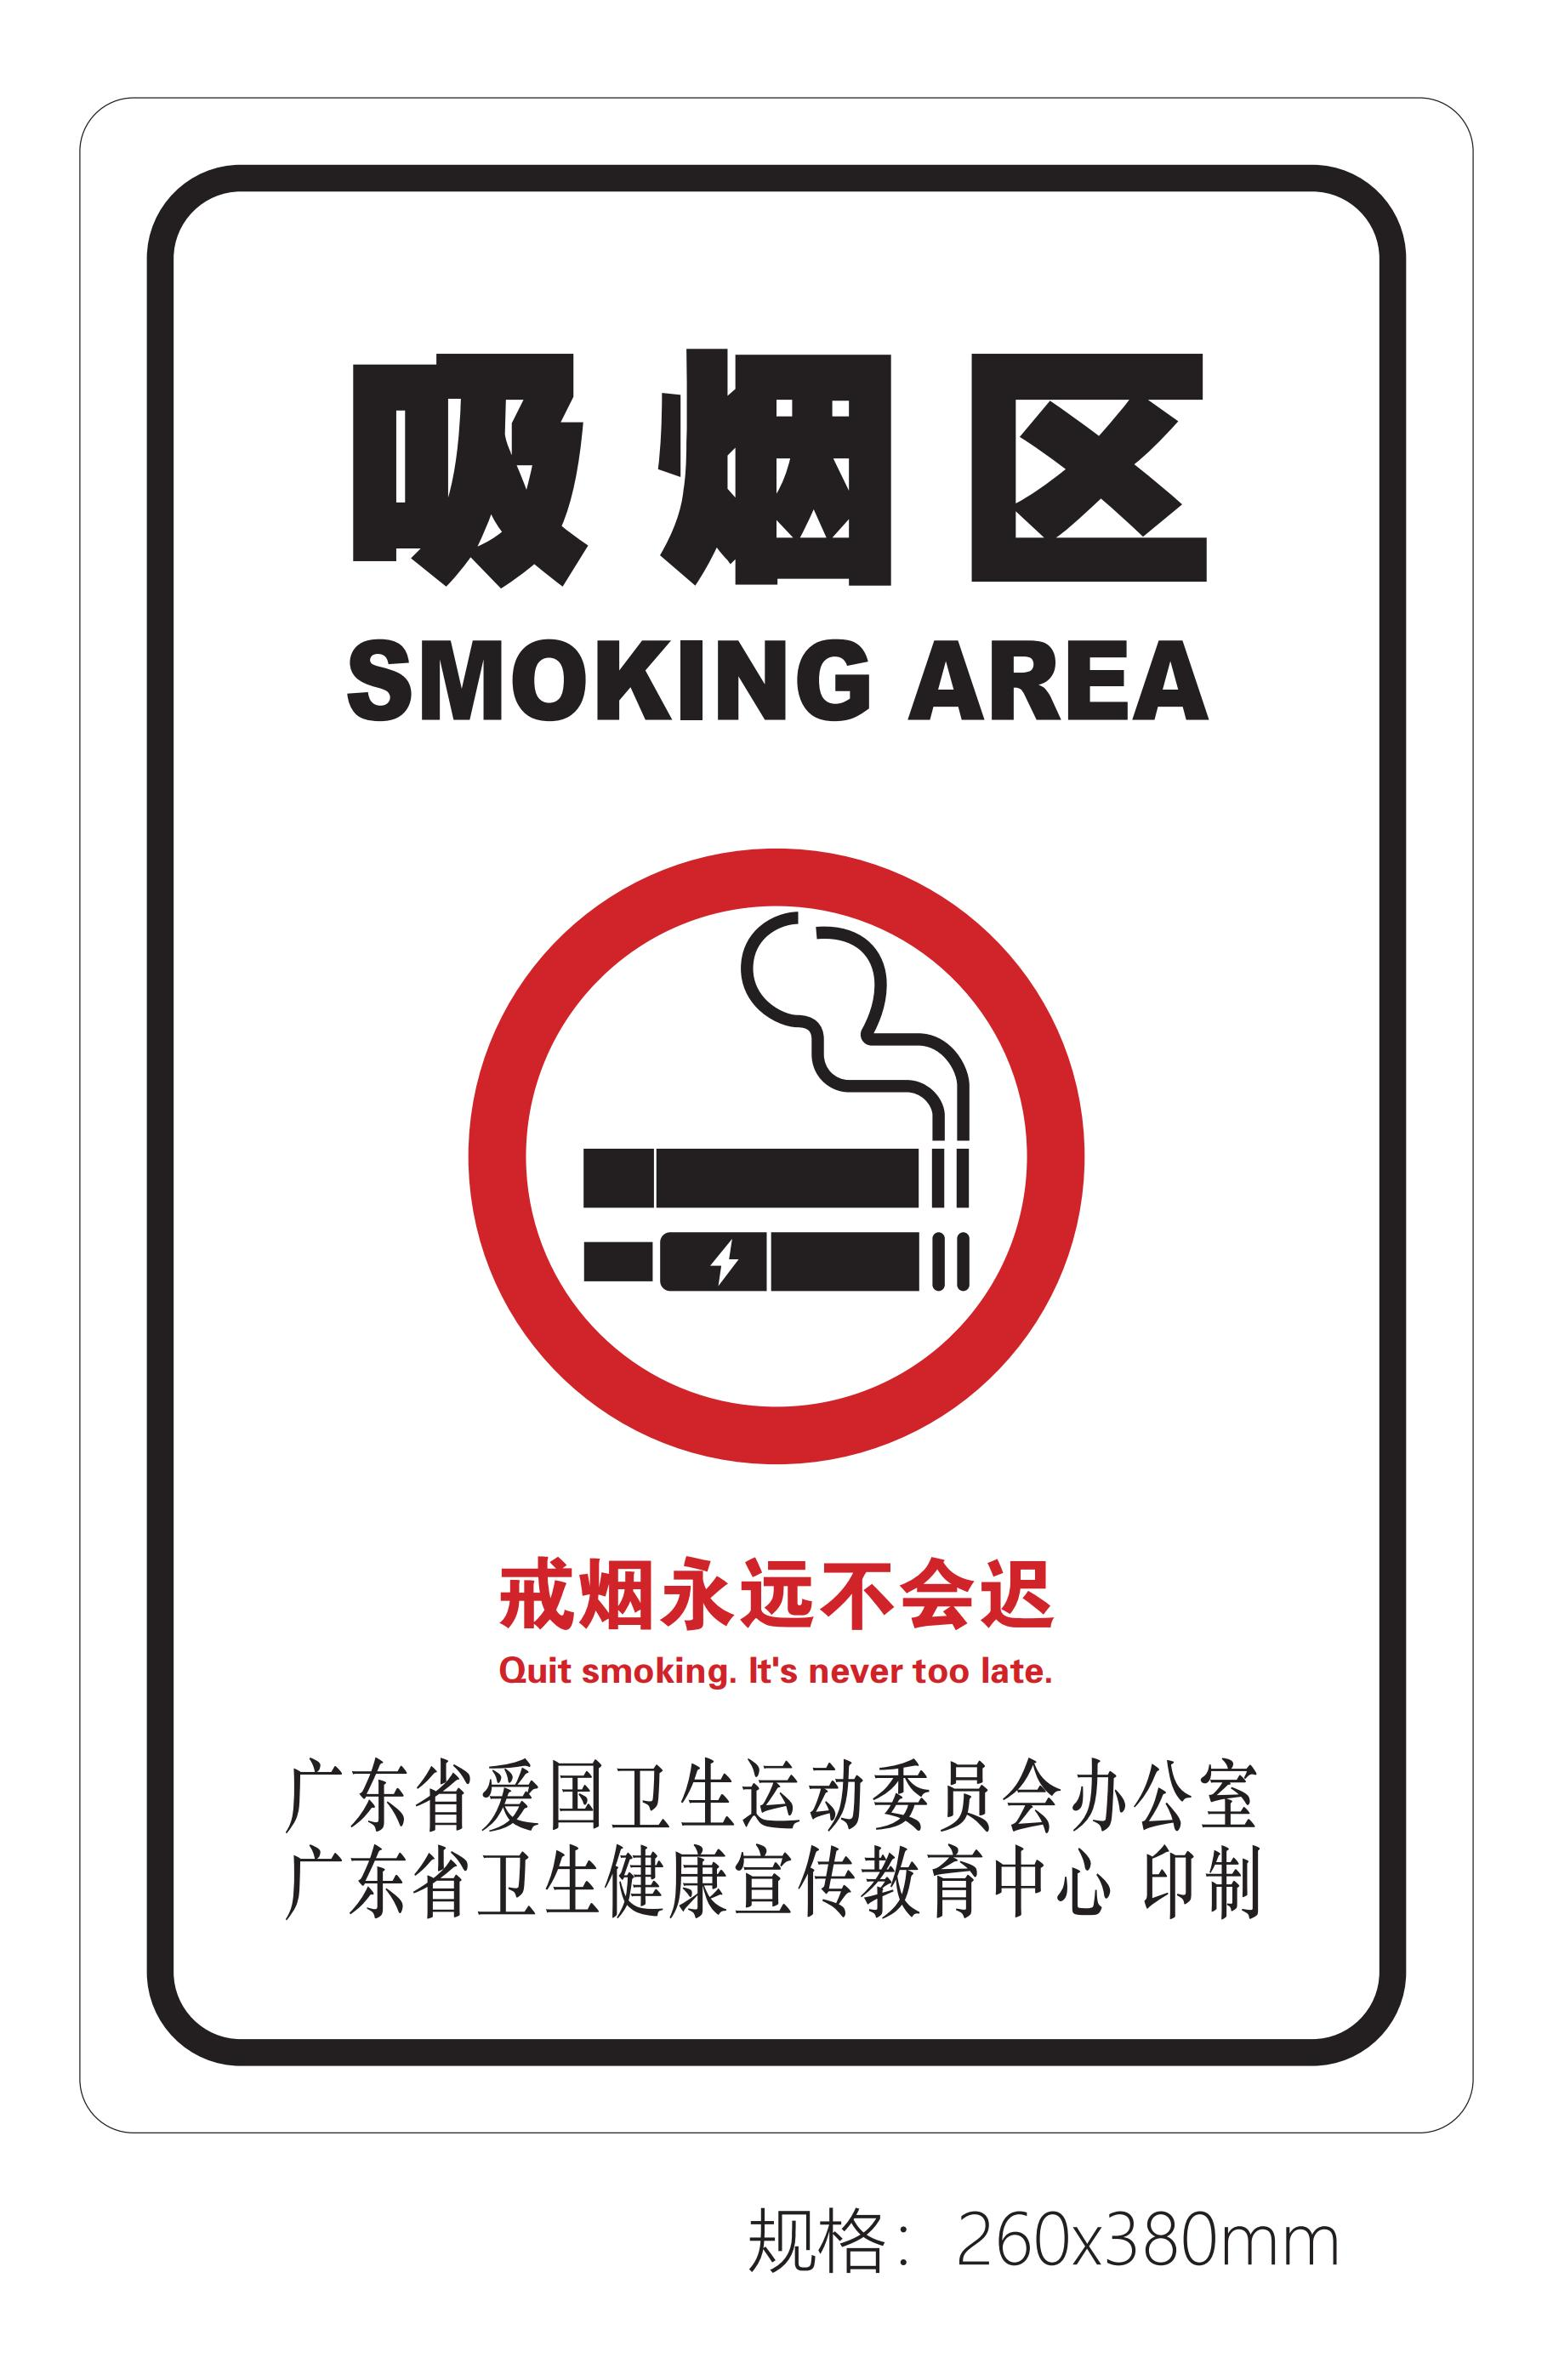 吸烟区
SMOKING AREA
戒烟永远不会迟
Quit smoking. It's never too late.
广东省爱国卫生运动委员会办公室
广东省卫生健康宣传教育中心 印制
规格： 260x380mm